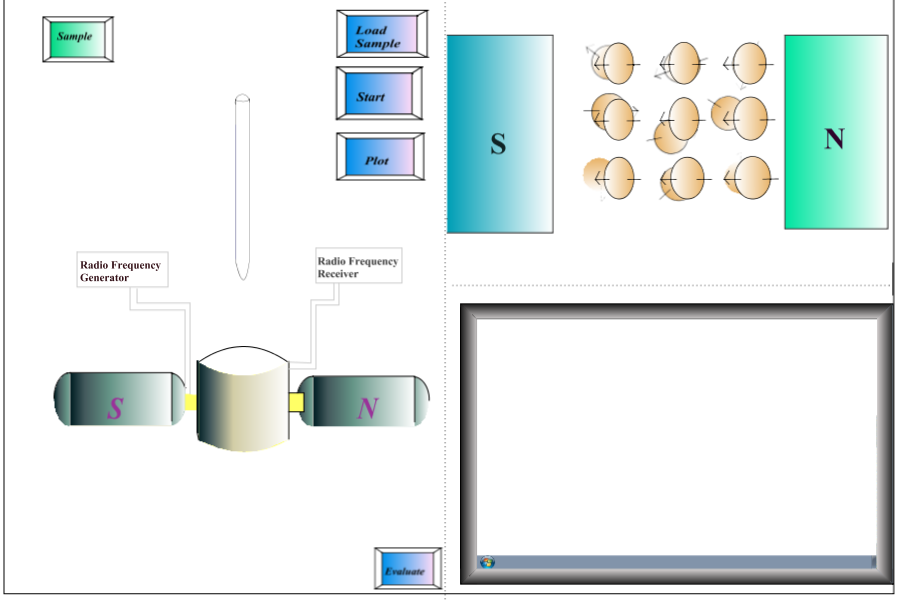 Sample
Load
Sample
Start
Plot
S
N
Radio Frequency
Generator
Radio Frequency
Receiver
S
N
Evaluate